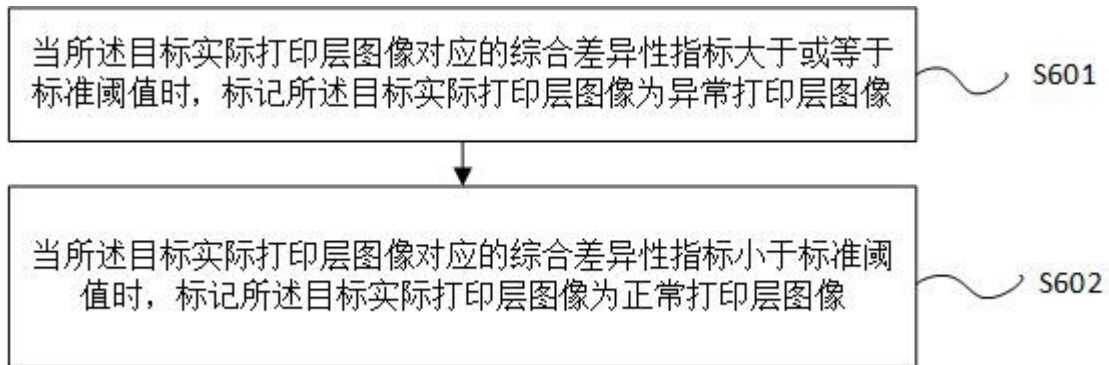 当所述目标实际打印层图像对应的综合差异性指标大于或等于
标准阈值时，标记所述目标实际打印层图像为异常打印层图像
S601
当所述目标实际打印层图像对应的综合差异性指标小于标准阈
值时，标记所述目标实际打印层图像为正常打印层图像
S602